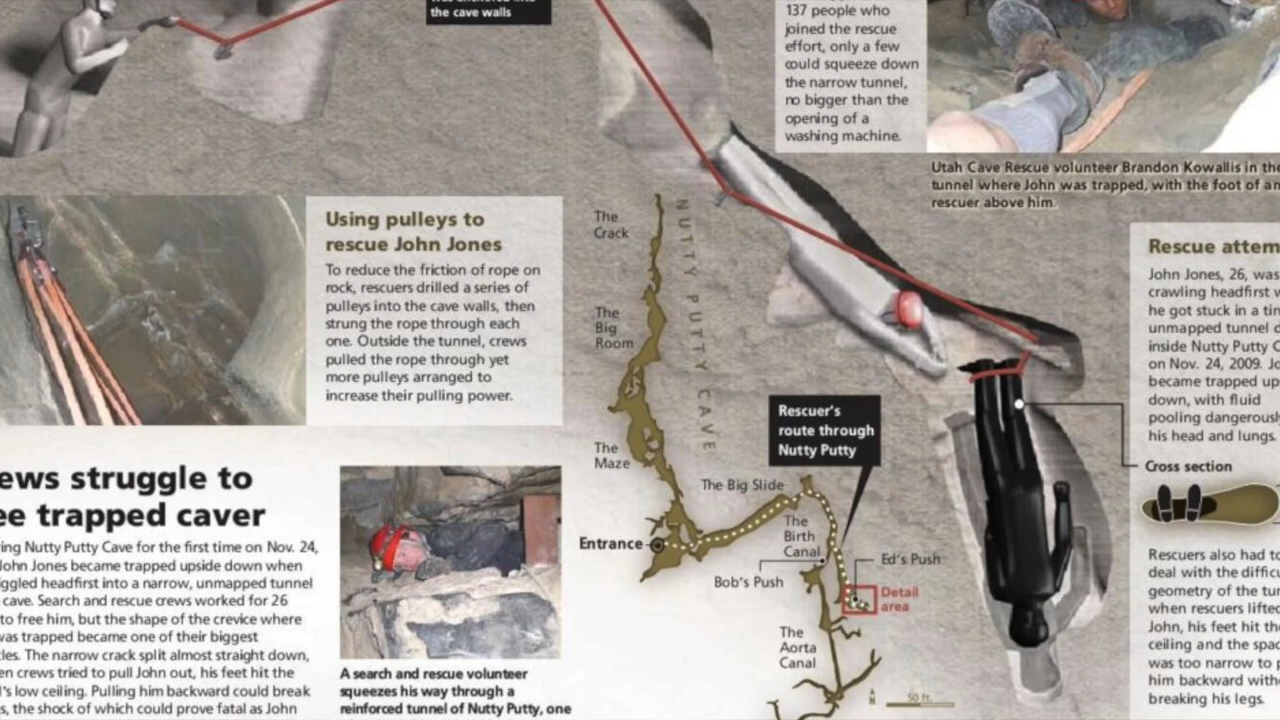 the cave walls
137 people who
joined the rescue
effort, only a few
could squeeze down
the narrow tunnel,
no bigger than the
opening of a
washing machine.
Utah Cave Rescue volunteer Brandon Kowallis in the
tunnel where John was trapped, with the foot of an
rescuer above him.
Using pulleys to
rescue John Jones
To reduce the friction of rope on
rock, rescuers drilled a series of
pulleys into the cave walls, then
strung the rope through each
one. Outside the tunnel, crews
pulled the rope through yet
more pulleys arranged to
increase their pulling power.
The
Crack
The
Big
Room
The
Maze
NUTTY PUTTY CAVE
Rescuer's
route through
Nutty Putty
The Big Slide
Entrance
The
Birth
Canal
Bob's Push
Ed's Push
Detail
area
The
Aorta
Canal
N
50 ft.
Rescue attem
John Jones, 26, was
crawling headfirst
he got stuck in a tin
unmapped tunnel
inside Nutty Putty C
on Nov. 24, 2009. Jo
became trapped up
down, with fluid
pooling dangerously
his head and lungs.
Cross section
Rescuers also had to
deal with the difficu
geometry of the tun
when rescuers lifted
John, his feet hit the
ceiling and the spac
was too narrow to p
him backward witho
breaking his legs.
ews struggle to
ee trapped caver
ing Nutty Putty Cave for the first time on Nov. 24,
John Jones became trapped upside down when
iggled headfirst into a narrow, unmapped tunnel
cave. Search and rescue crews worked for 26
to free him, but the shape of the crevice where
was trapped became one of their biggest
les. The narrow crack split almost straight down,
en crews tried to pull John out, his feet hit the
l's low ceiling. Pulling him backward could break
s, the shock of which could prove fatal as John
A search and rescue volunteer
squeezes his way through a
reinforced tunnel of Nutty Putty, one